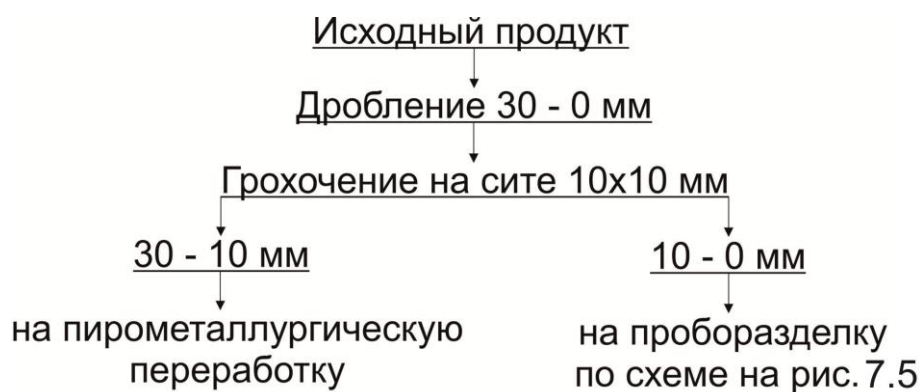 Исходный продукт
Дробление 30 - 0 мм
Грохочение на сите 10х10 мм
30 - 10 мм
10 - 0 мм
на пирометаллургическую
переработку
на проборазделку
по схеме на рис.7.5